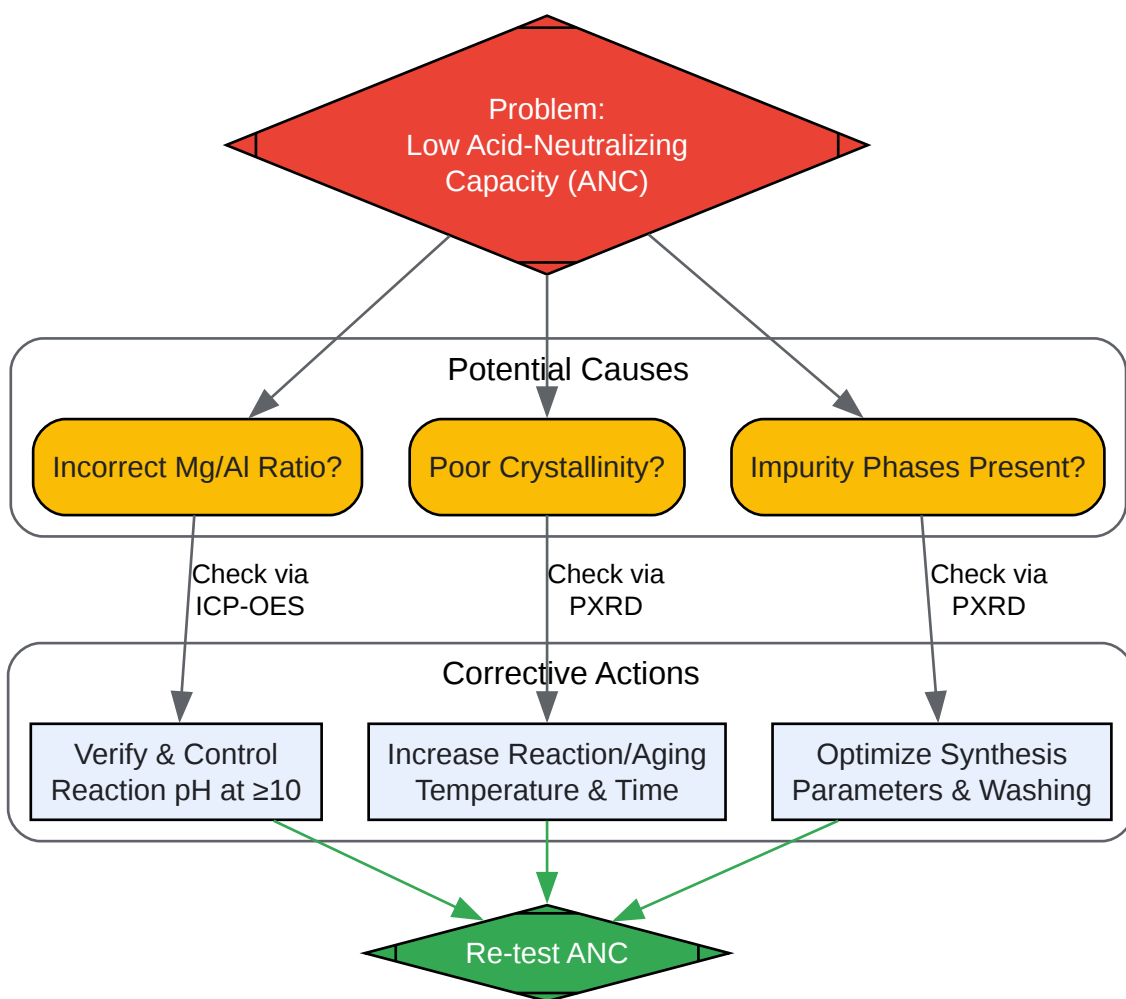 Problem:
Low Acid-Neutralizing
Capacity (ANC)
Potential Causes
Incorrect Mg/Al Ratio?
Poor Crystallinity?
Impurity Phases Present?
Check via
ICP-OES
Check via
PXRD
Check via
PXRD
Corrective Actions
Verify & Control
Reaction pH at ≥10
Increase Reaction/Aging
Temperature & Time
Optimize Synthesis
Parameters & Washing
Re-test ANC